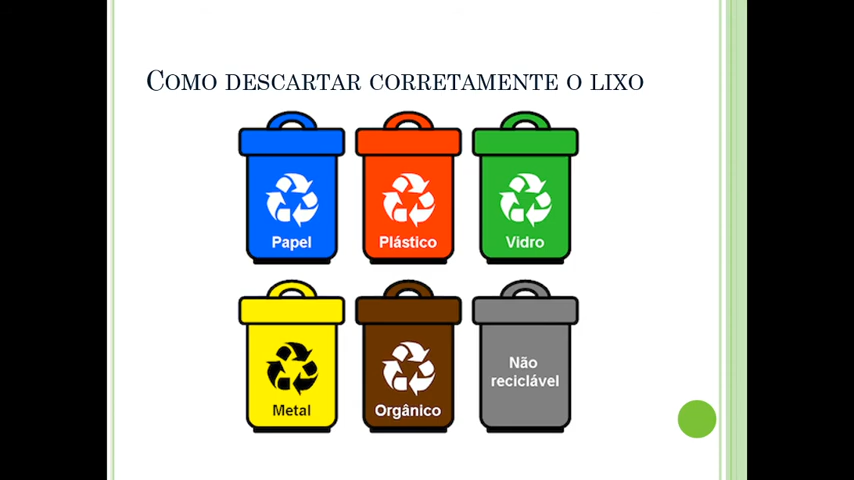 Como descartar corretamente o lixo
Papel
Plástico
Vidro
Metal
Orgânico
Não
reciclável